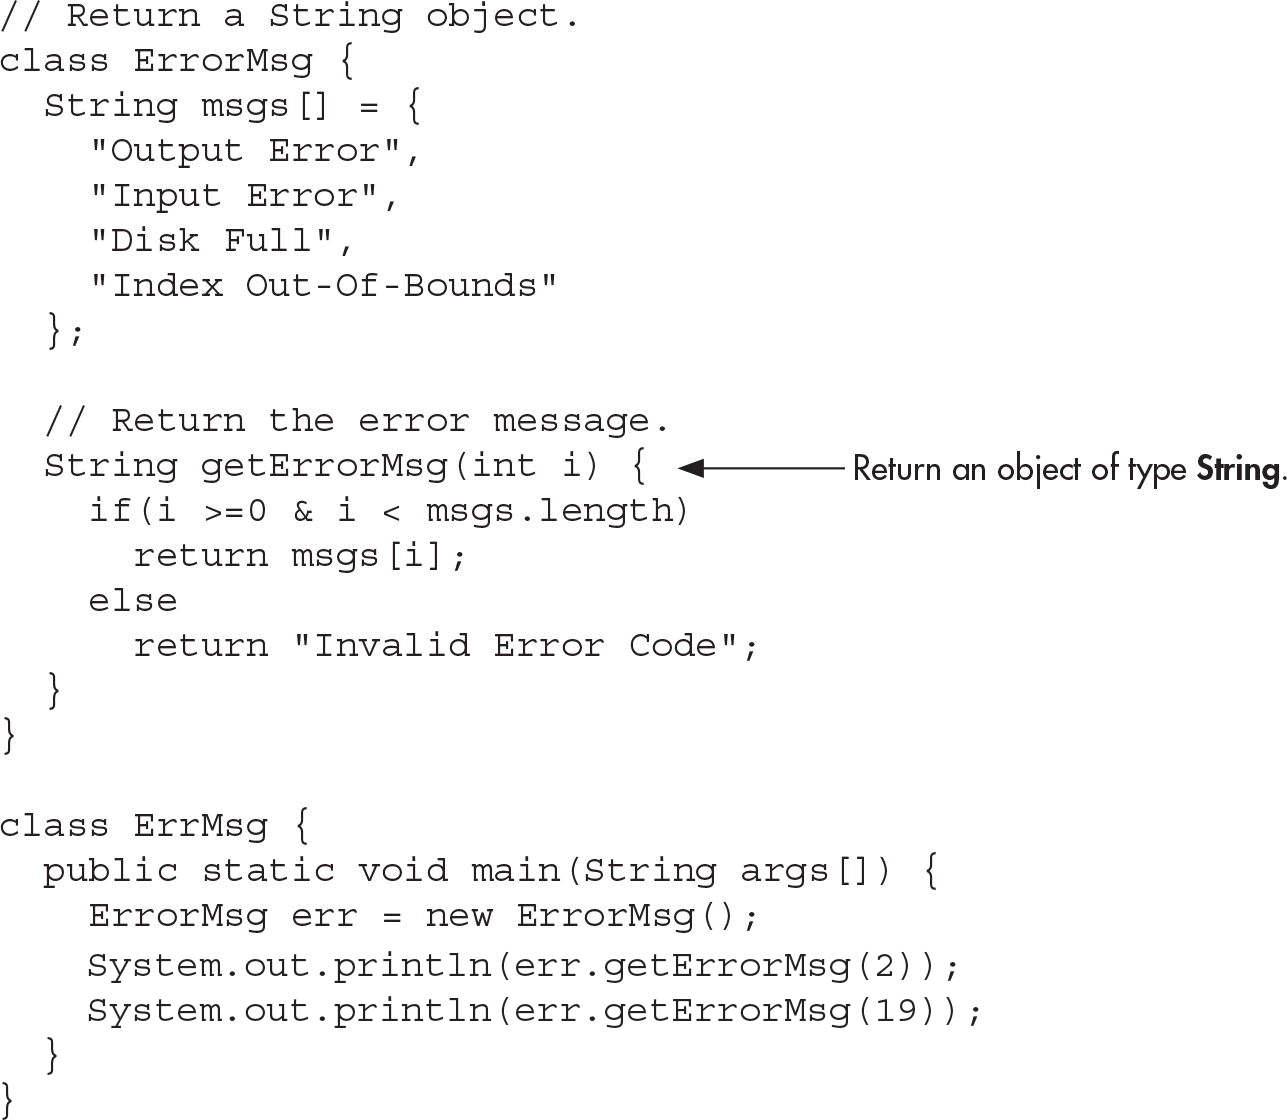 // Return a String object.
class ErrorMsg {
  String msgs[] = {
    "Output Error",
    "Input Error",
    "Disk Full",
    "Index Out-Of-Bounds"
  };

  // Return the error message.
  String getErrorMsg(int i) { Return an object of type String.
    if(i >=0 & i < msgs.length)
      return msgs[i];
    else
      return "Invalid Error Code";
  }
}

class ErrMsg {
  public static void main(String args[]) {
    ErrorMsg err = new ErrorMsg();
    System.out.println(err.getErrorMsg(2));
    System.out.println(err.getErrorMsg(19));
  }
}